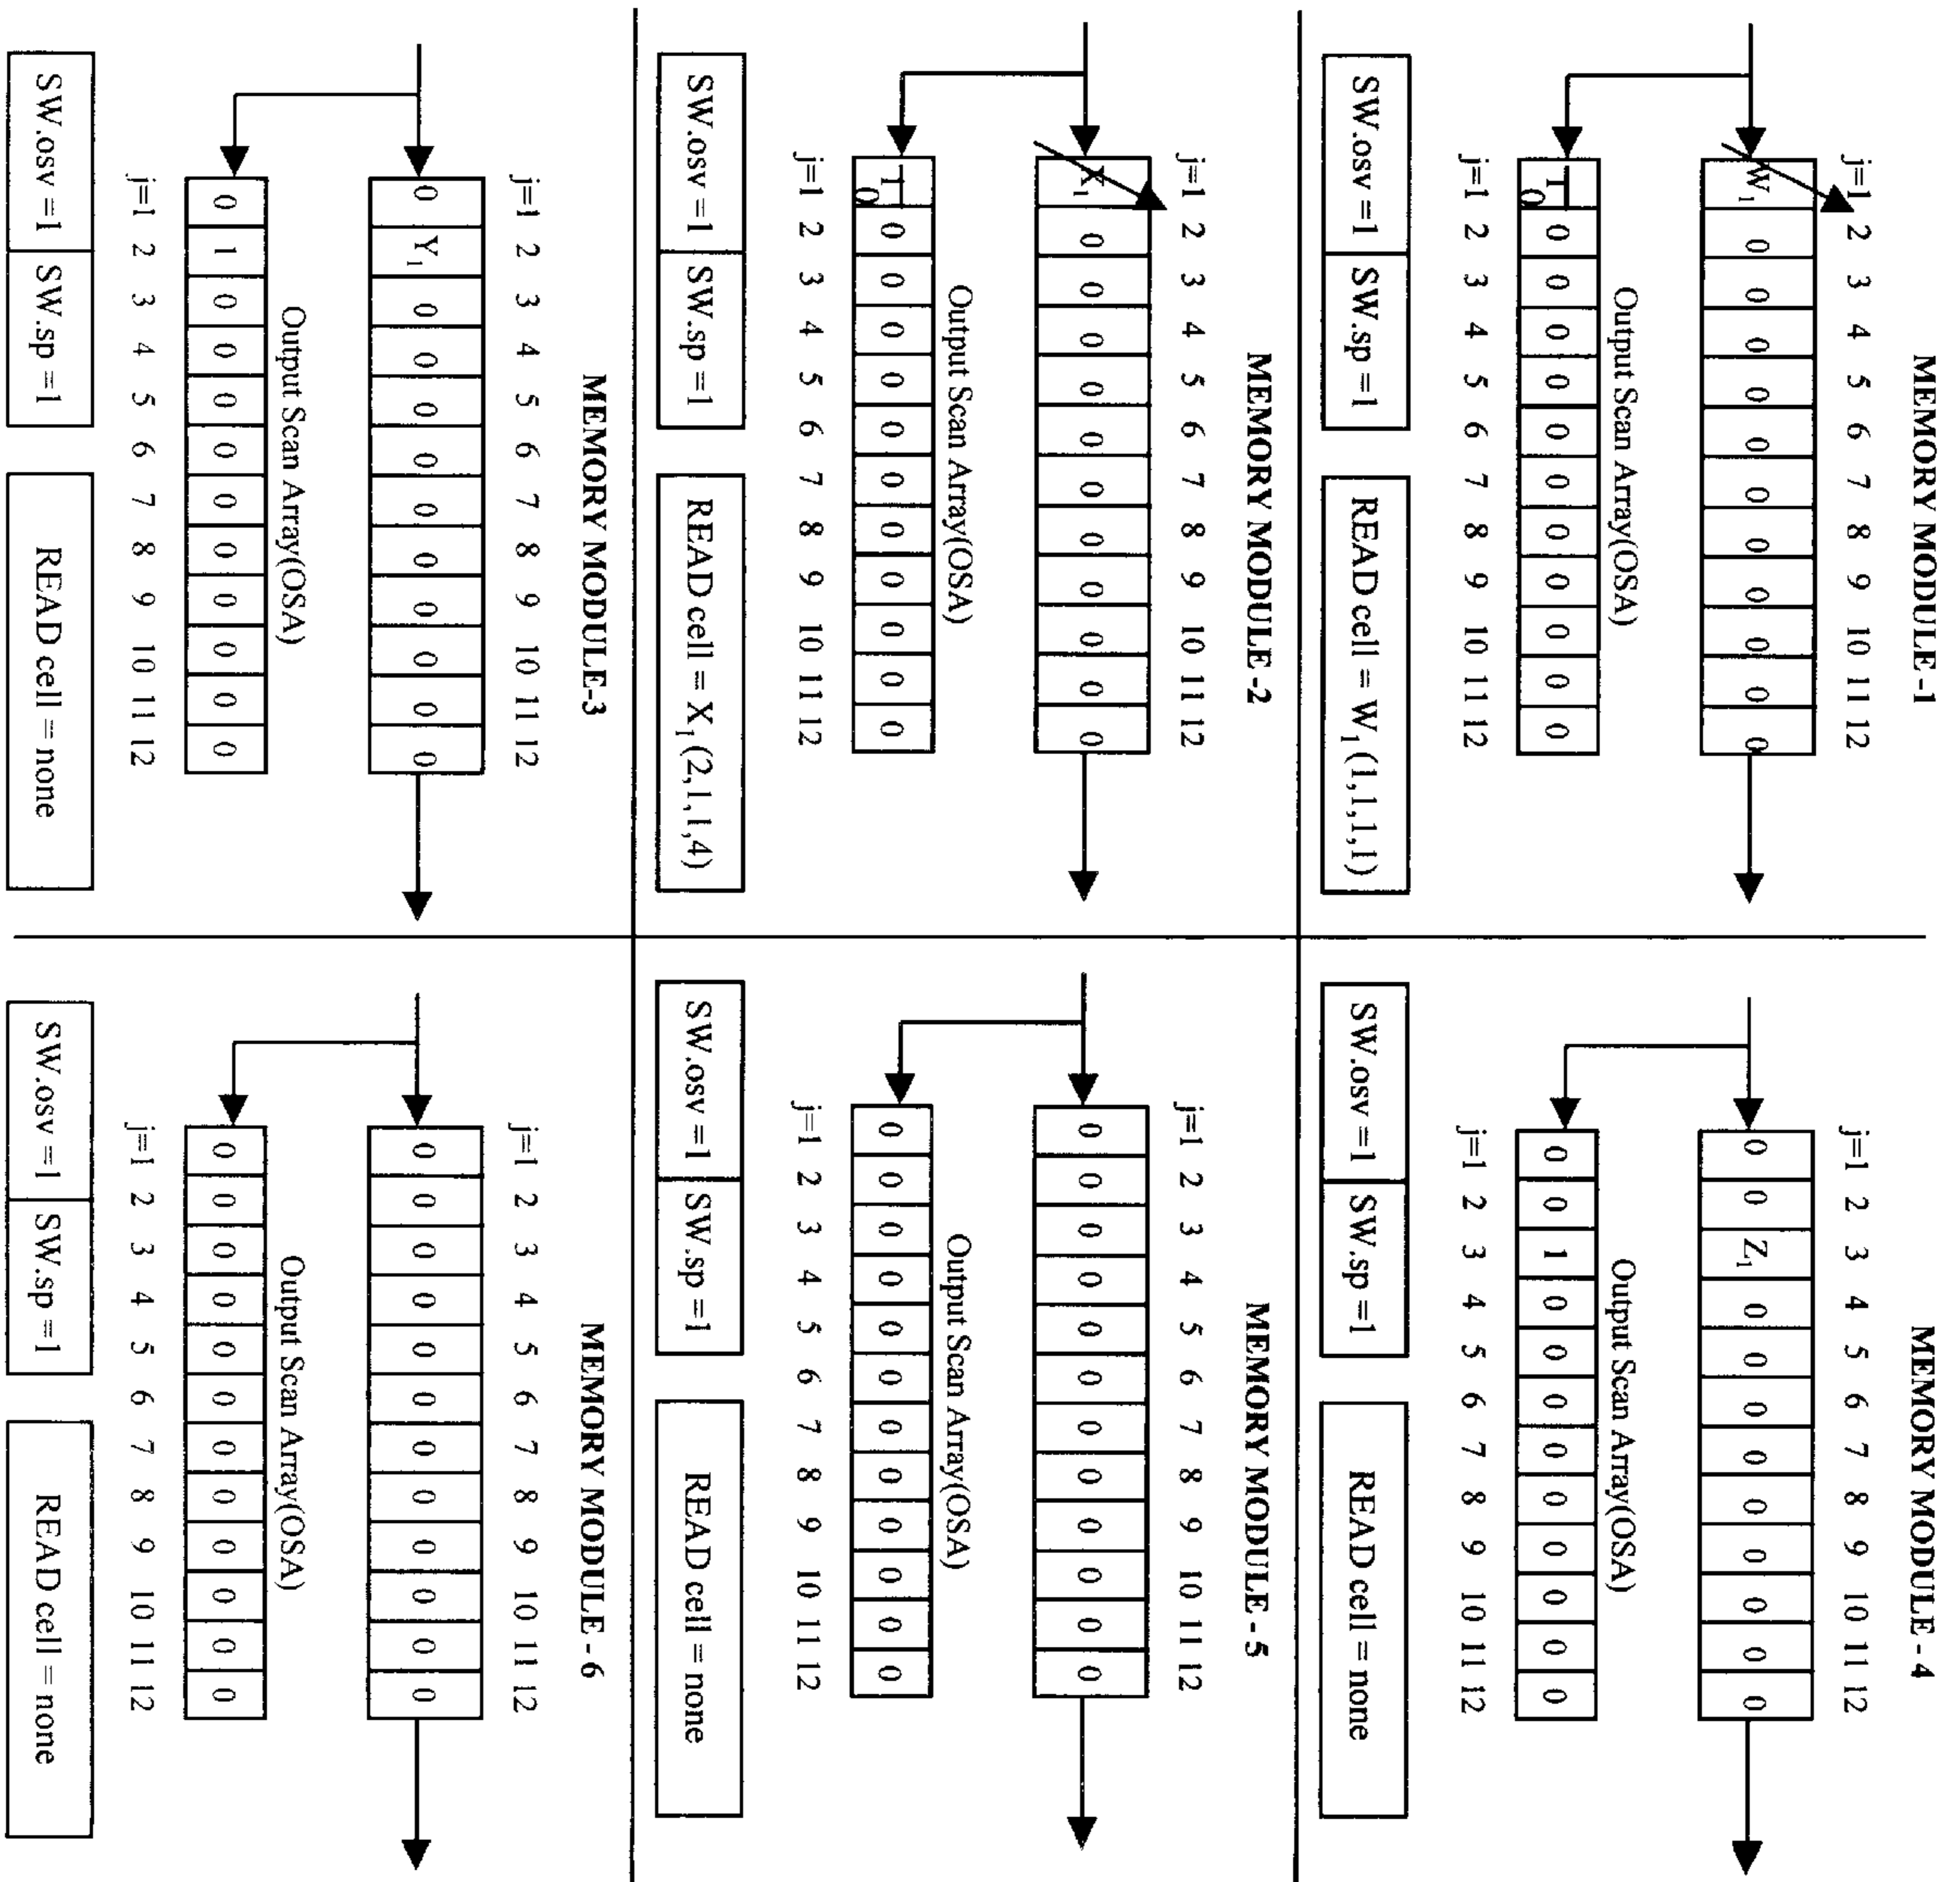 MEMORY MODULE -1
j=1 2 3 4 5 6 7 8 9 10 11 12
W₁ 0 0 0 0 0 0 0 0 0 0 0
Output Scan Array(OSA)
1 0 0 0 0 0 0 0 0 0 0 0
0
j=1 2 3 4 5 6 7 8 9 10 11 12
SW.osv =1 SW.sp =1 READ cell = W₁(1,1,1,1)
MEMORY MODULE -2
j=1 2 3 4 5 6 7 8 9 10 11 12
X₁ 0 0 0 0 0 0 0 0 0 0 0
Output Scan Array(OSA)
1 0 0 0 0 0 0 0 0 0 0 0
0
j=1 2 3 4 5 6 7 8 9 10 11 12
SW.osv =1 SW.sp =1 READ cell = X₁(2,1,1,4)
MEMORY MODULE-3
j=1 2 3 4 5 6 7 8 9 10 11 12
0 Y₁ 0 0 0 0 0 0 0 0 0 0
Output Scan Array(OSA)
0 1 0 0 0 0 0 0 0 0 0 0
j=1 2 3 4 5 6 7 8 9 10 11 12
SW.osv =1 SW.sp =1 READ cell = none
MEMORY MODULE - 4
j=1 2 3 4 5 6 7 8 9 10 11 12
0 0 Z₁ 0 0 0 0 0 0 0 0 0
Output Scan Array(OSA)
0 0 1 0 0 0 0 0 0 0 0 0
j=1 2 3 4 5 6 7 8 9 10 11 12
SW.osv =1 SW.sp =1 READ cell = none
MEMORY MODULE - 5
j=1 2 3 4 5 6 7 8 9 10 11 12
0 0 0 0 0 0 0 0 0 0 0 0
Output Scan Array(OSA)
0 0 0 0 0 0 0 0 0 0 0 0
j=1 2 3 4 5 6 7 8 9 10 11 12
SW.osv =1 SW.sp =1 READ cell = none
MEMORY MODULE - 6
j=1 2 3 4 5 6 7 8 9 10 11 12
0 0 0 0 0 0 0 0 0 0 0 0
Output Scan Array(OSA)
0 0 0 0 0 0 0 0 0 0 0 0
j=1 2 3 4 5 6 7 8 9 10 11 12
SW.osv =1 SW.sp =1 READ cell = none